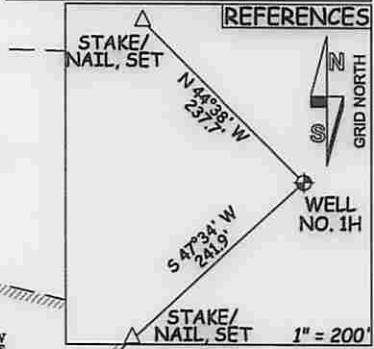 REFERENCES
STAKE/
NAIL, SET
N
S
GRID NORTH
N 44°38' W
237.7'
WELL
NO. 1H
S 47°34' W
241.9'
STAKE/
NAIL, SET
1" = 200'